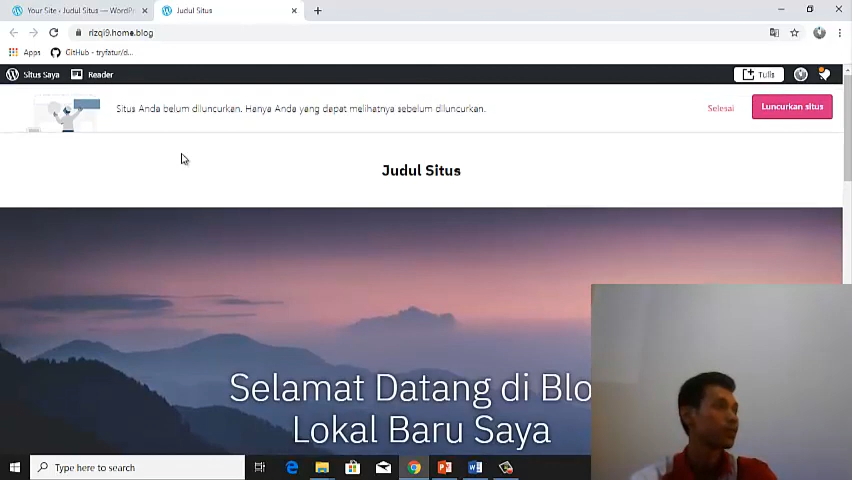 Your Site ‹ Judul Situs — WordPr
Judul Situs
rizqi9.home.blog
Apps
GitHub - tryfatur/d...
Situs Saya
Reader
Tulis
Situs Anda belum diluncurkan. Hanya Anda yang dapat melihatnya sebelum diluncurkan.
Selesai
Luncurkan situs
Judul Situs
Selamat Datang di Blo
Lokal Baru Saya
Type here to search